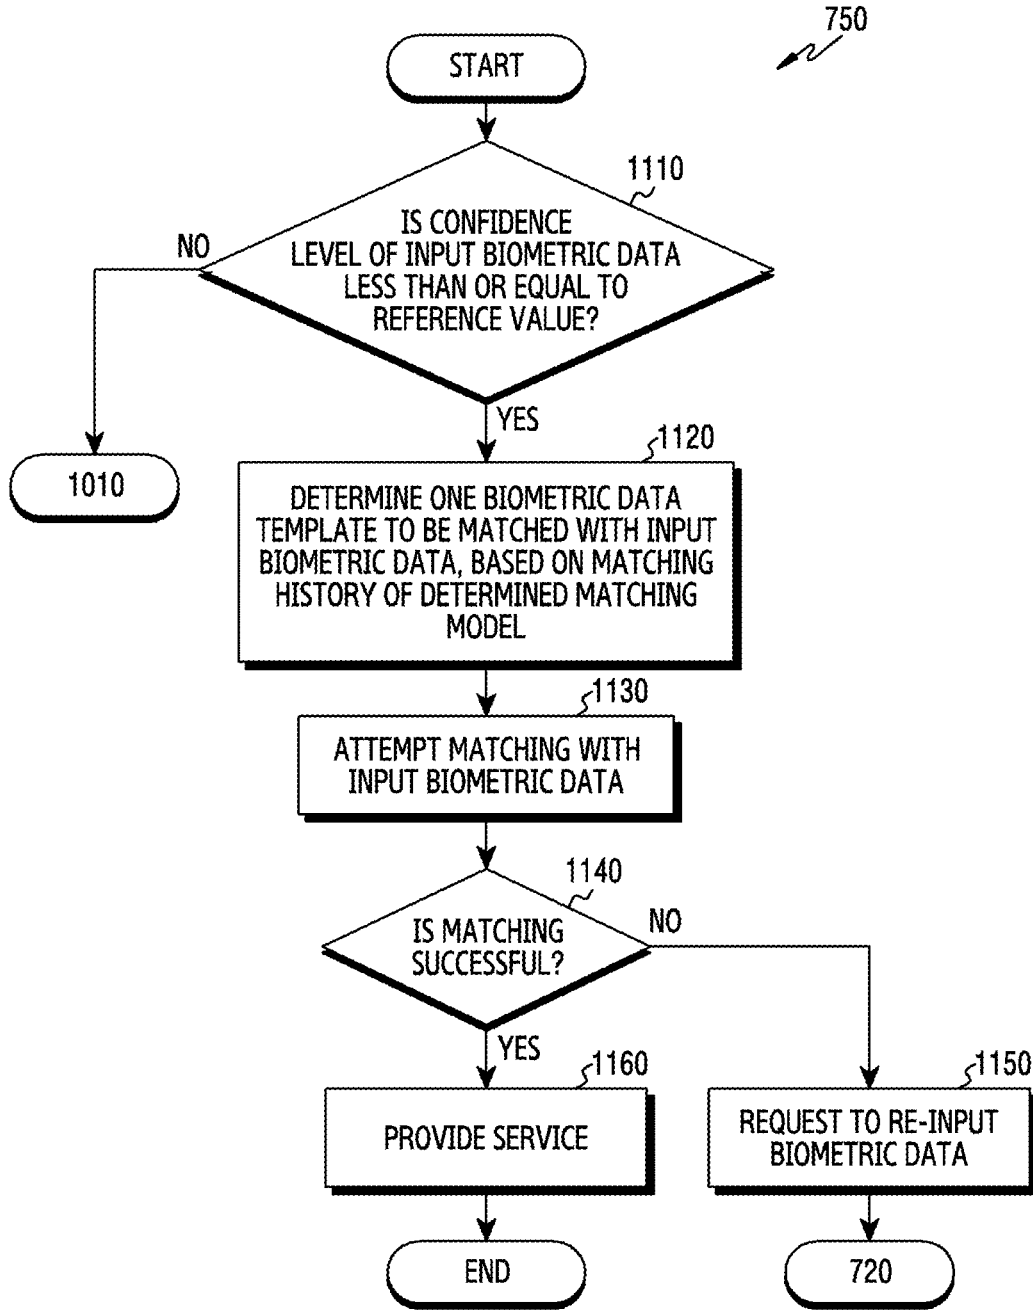 750
START
1110
IS CONFIDENCE
LEVEL OF INPUT BIOMETRIC DATA
LESS THAN OR EQUAL TO
REFERENCE VALUE?
NO
YES
1010
1120
DETERMINE ONE BIOMETRIC DATA
TEMPLATE TO BE MATCHED WITH INPUT
BIOMETRIC DATA, BASED ON MATCHING
HISTORY OF DETERMINED MATCHING
MODEL
1130
ATTEMPT MATCHING WITH
INPUT BIOMETRIC DATA
1140
IS MATCHING
SUCCESSFUL?
NO
YES
1160
PROVIDE SERVICE
1150
REQUEST TO RE-INPUT
BIOMETRIC DATA
END
720